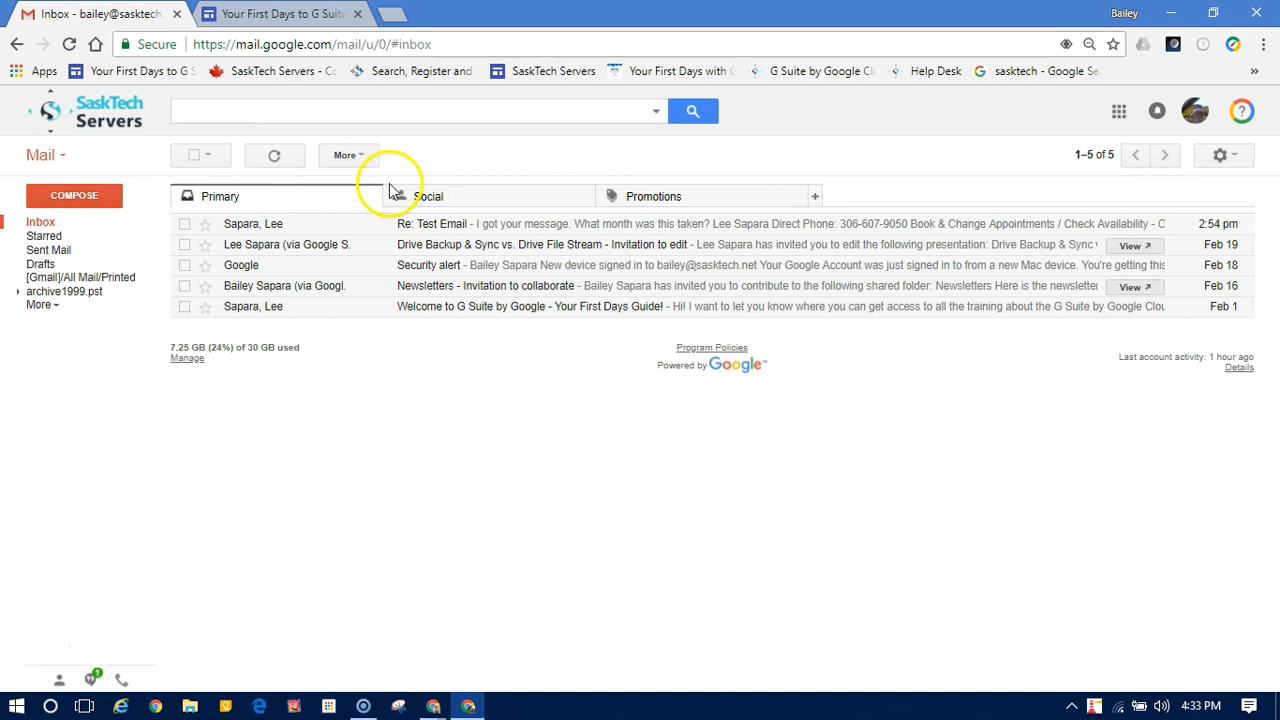 Inbox - bailey@sasktech.
Your First Days to G Suite
Bailey
Secure
https://mail.google.com/mail/u/0/#inbox
Apps
Your First Days to G S
SaskTech Servers - Co
Search, Register and
SaskTech Servers
Your First Days with G
G Suite by Google Cl
Help Desk
sasktech - Google Se
SaskTech
Servers
Mail
More
1–5 of 5
COMPOSE
Primary
Social
Promotions
Inbox
Starred
Sent Mail
Drafts
[Gmail]/All Mail/Printed
archive1999.pst
More
Sapara, Lee Re: Test Email - I got your message. What month was this taken? Lee Sapara Direct Phone: 306-607-9050 Book & Change Appointments / Check Availability - C 2:54 pm
Lee Sapara (via Google S. Drive Backup & Sync vs. Drive File Stream - Invitation to edit - Lee Sapara has invited you to edit the following presentation: Drive Backup & Sync v View Feb 19
Google Security alert - Bailey Sapara New device signed in to bailey@sasktech.net Your Google Account was just signed in to from a new Mac device. You're getting this Feb 18
Bailey Sapara (via Googl. Newsletters - Invitation to collaborate - Bailey Sapara has invited you to contribute to the following shared folder: Newsletters Here is the newsletter View Feb 16
Sapara, Lee Welcome to G Suite by Google - Your First Days Guide! - Hi! I want to let you know where you can get access to all the training about the G Suite by Google Clou Feb 1
7.25 GB (24%) of 30 GB used
Manage
Program Policies
Powered by Google™
Last account activity: 1 hour ago
Details
1
4:33 PM